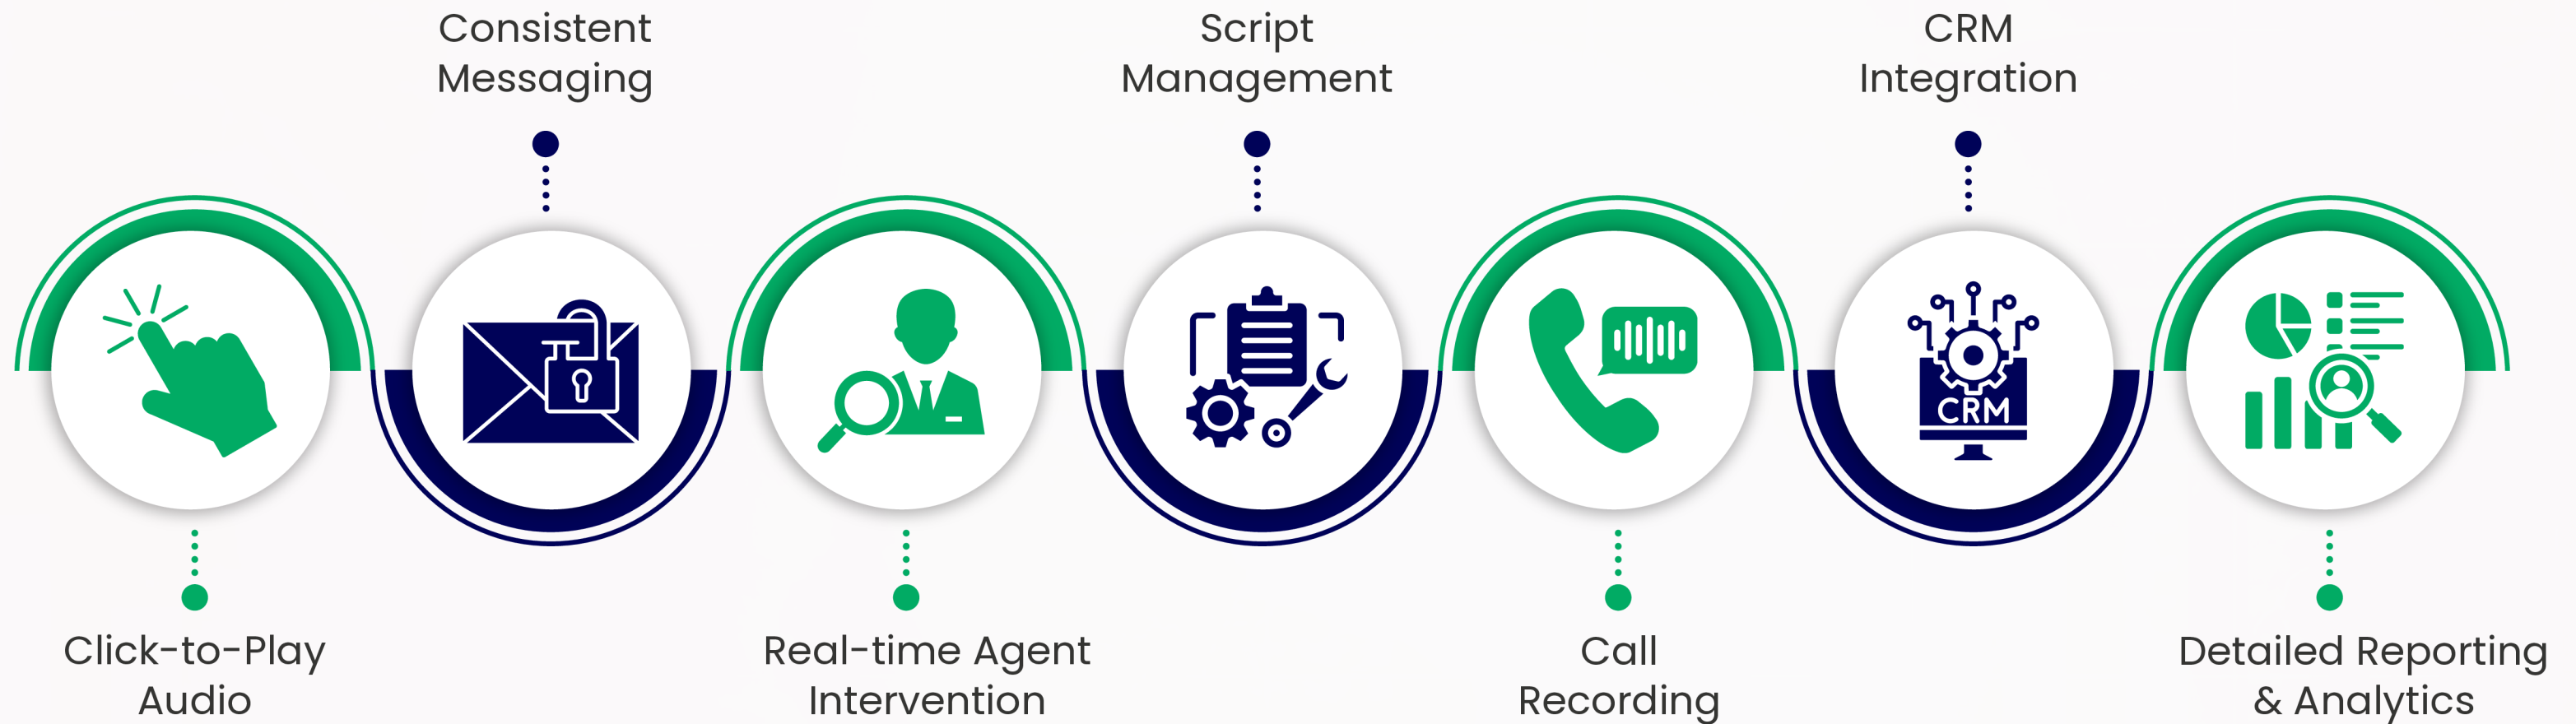 Consistent
Messaging
Script
Management
CRM
Integration
CRM
Click-to-Play
Audio
Real-time Agent
Intervention
Call
Recording
Detailed Reporting
& Analytics